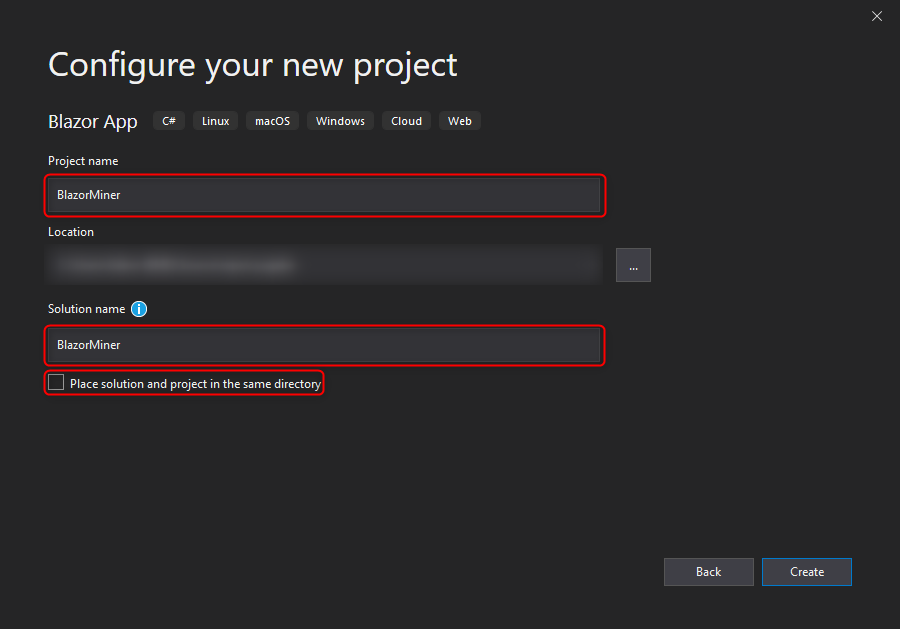 Configure your new project
Blazor App C# Linux macOS Windows Cloud Web
Project name
BlazorMiner
Location
...
Solution name
BlazorMiner
Place solution and project in the same directory
Back Create